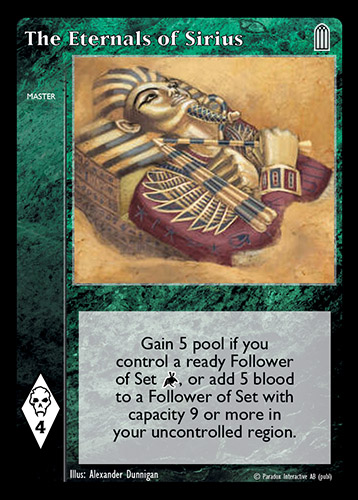 The Eternals of Sirius
MASTER
Gain 5 pool if you
control a ready Follower
of Set , or add 5 blood
to a Follower of Set with
capacity 9 or more in
your uncontrolled region.
4
Illus: Alexander Dunnigan
© Paradox Interactive AB (publ)